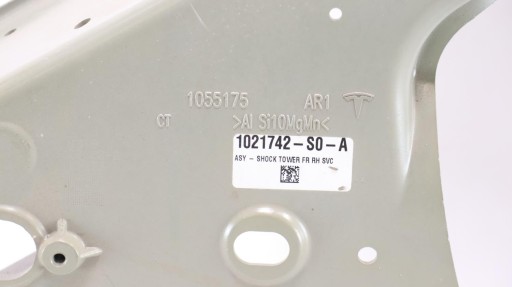 1055175 AR1
CT >Al Si10MgMn<
1021742-S0-A
ASY - SHOCK TOWER FR RH SVC